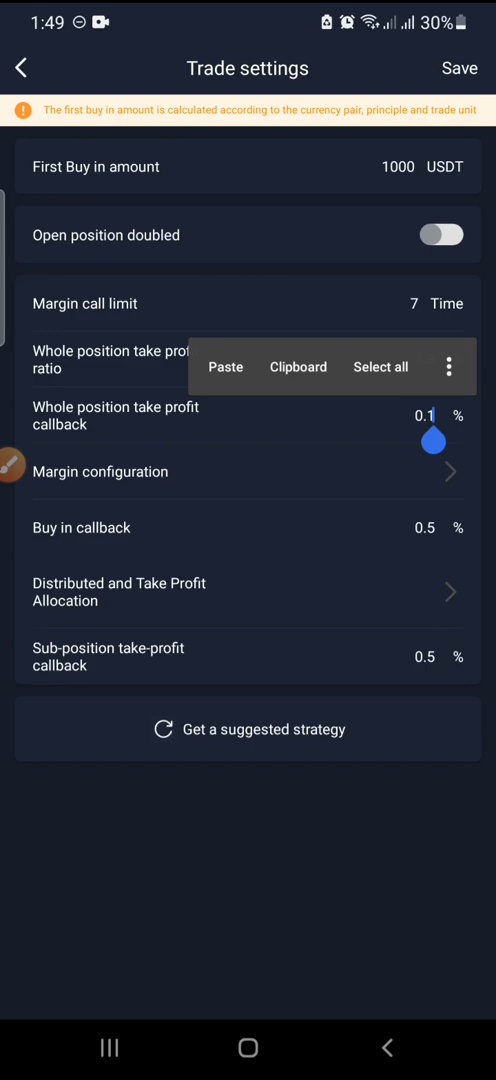 1:49
30%
Trade settings
Save
The first buy in amount is calculated according to the currency pair, principle and trade unit
First Buy in amount
1000 USDT
Open position doubled
Margin call limit
7 Time
Whole position take prof
ratio
Paste Clipboard Select all
Whole position take profit
callback
0.1 %
Margin configuration
Buy in callback
0.5 %
Distributed and Take Profit
Allocation
Sub-position take-profit
callback
0.5 %
Get a suggested strategy